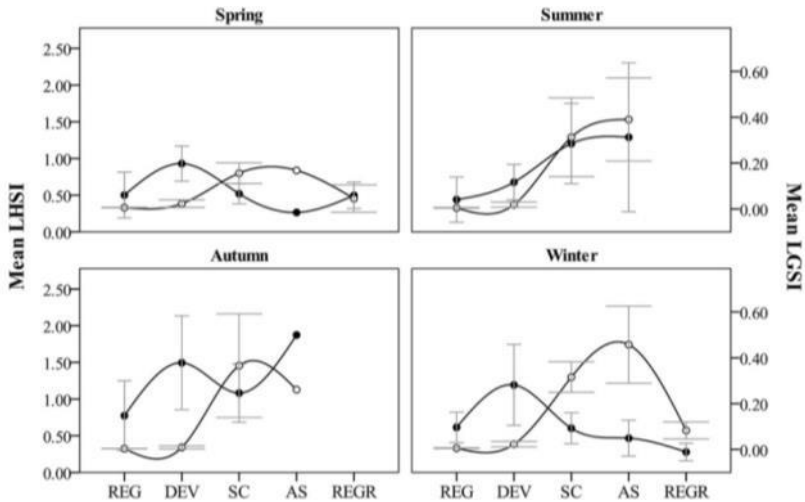 Spring
Summer
2.50
2.00
1.50
1.00
0.50
0.00
0.60
0.40
0.20
0.00
Mean LHSI
Mean LGSI
Autumn
Winter
2.50
2.00
1.50
1.00
0.50
0.00
0.60
0.40
0.20
0.00
REG DEV SC AS REGR
REG DEV SC AS REGR